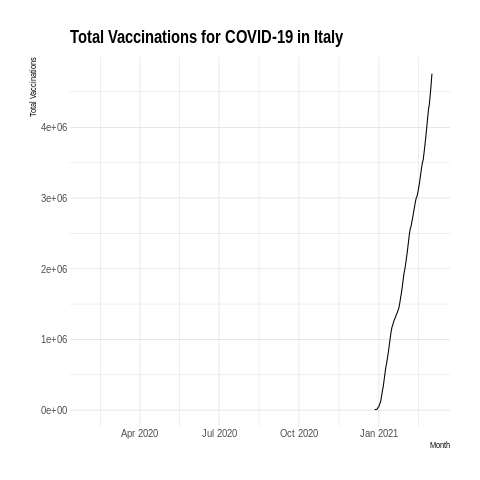 Total Vaccinations for COVID-19 in Italy
Total Vaccinations
4e+06
3e+06
2e+06
1e+06
0e+00
Apr 2020 Jul 2020 Oct 2020 Jan 2021
Month